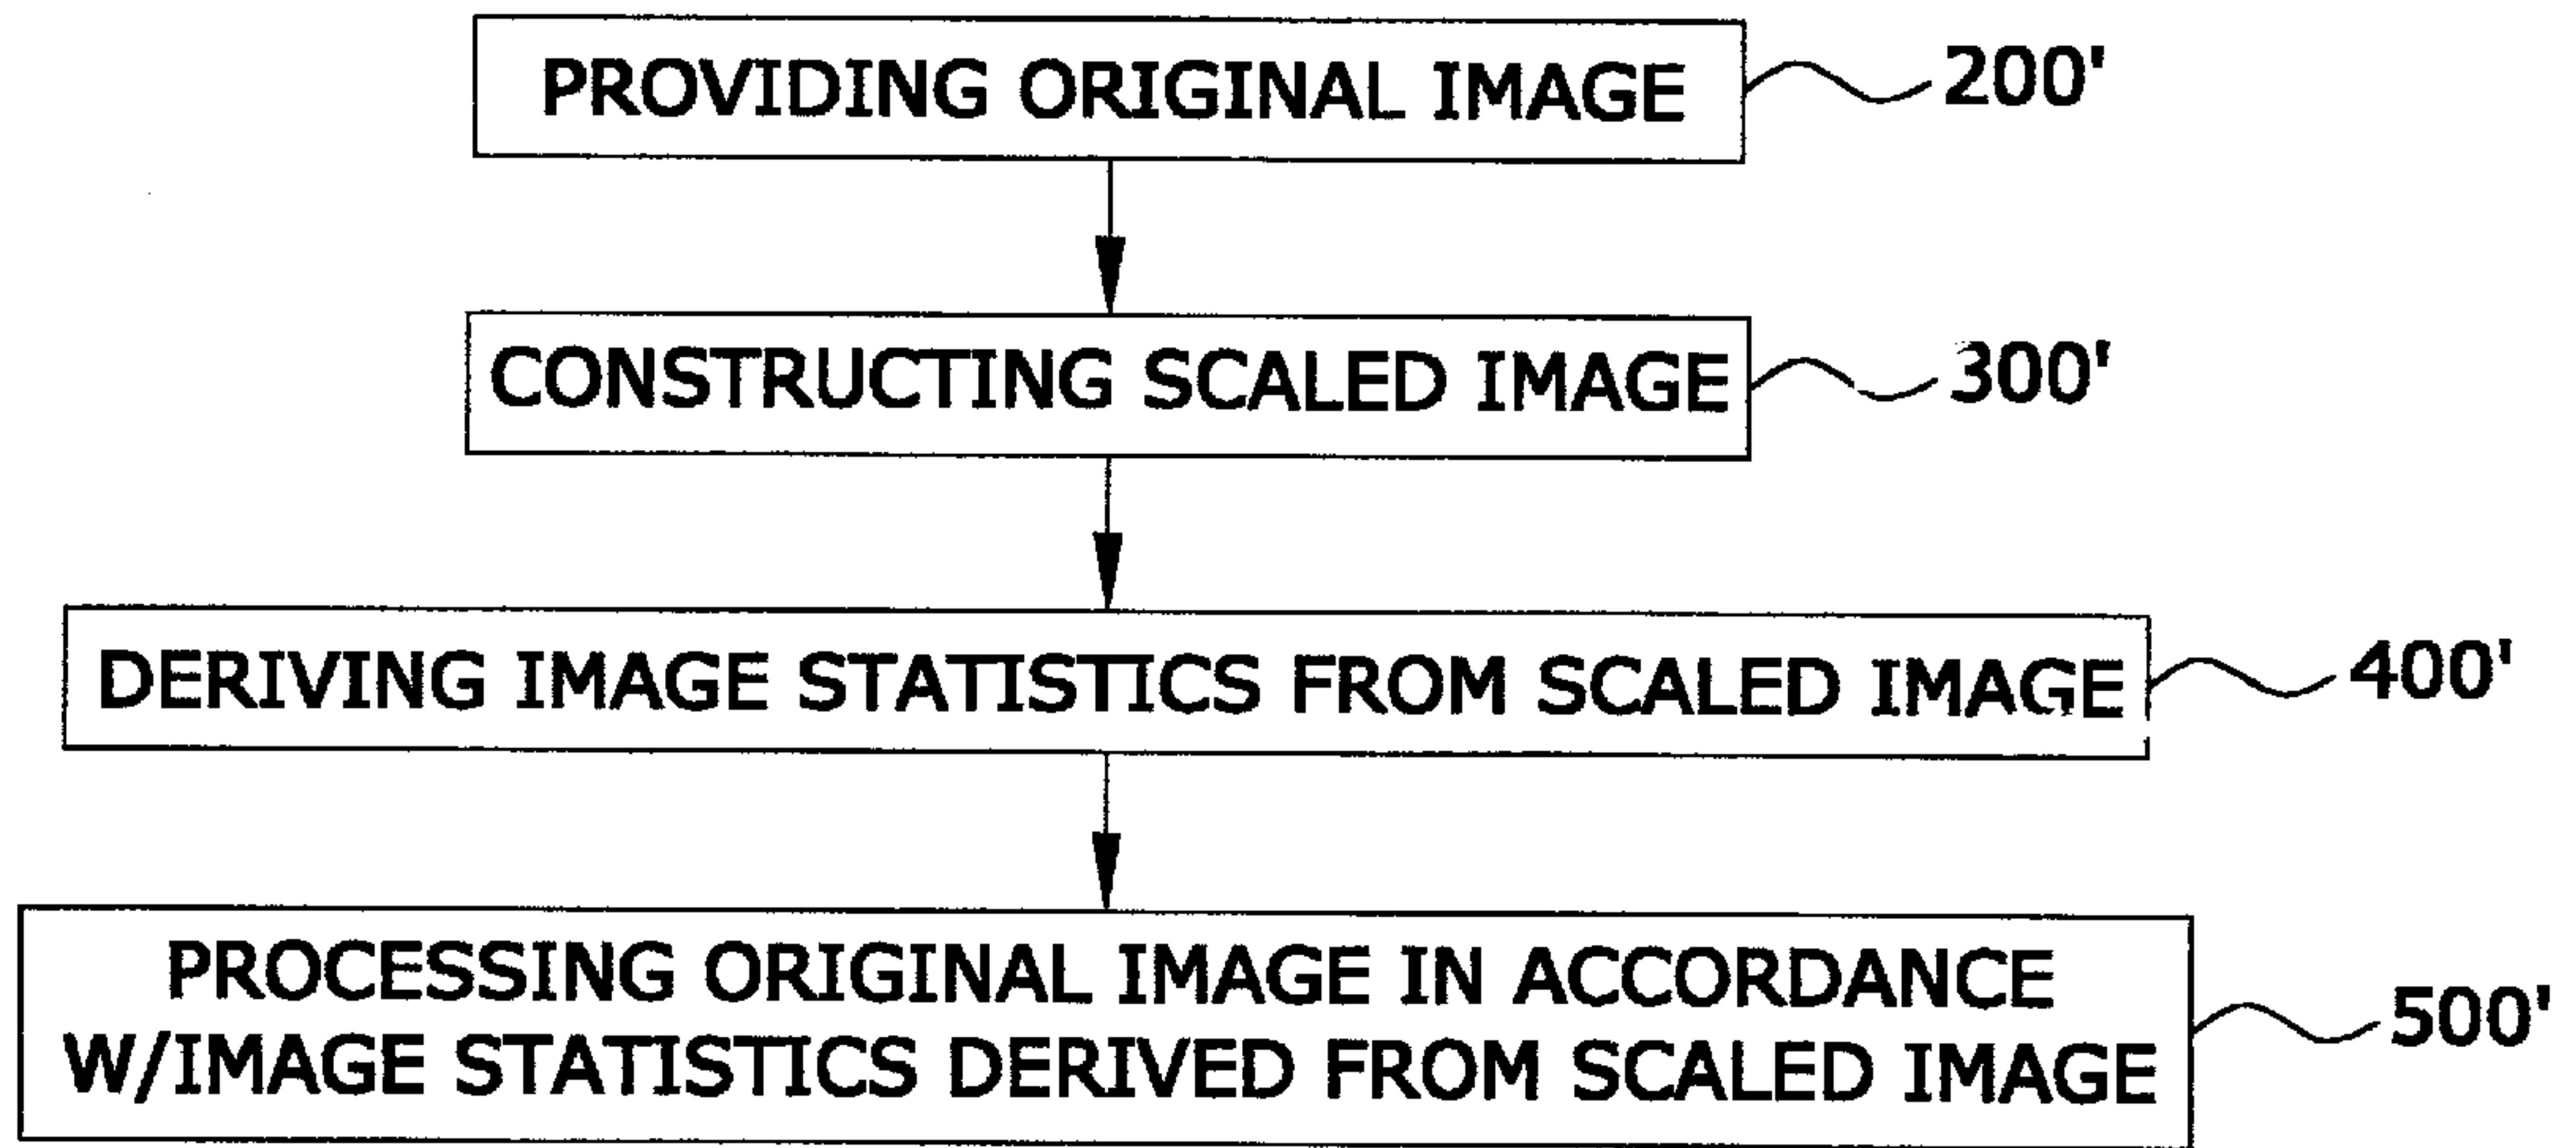 PROVIDING ORIGINAL IMAGE 200'
CONSTRUCTING SCALED IMAGE 300'
DERIVING IMAGE STATISTICS FROM SCALED IMAGE 400'
PROCESSING ORIGINAL IMAGE IN ACCORDANCE
W/IMAGE STATISTICS DERIVED FROM SCALED IMAGE 500'